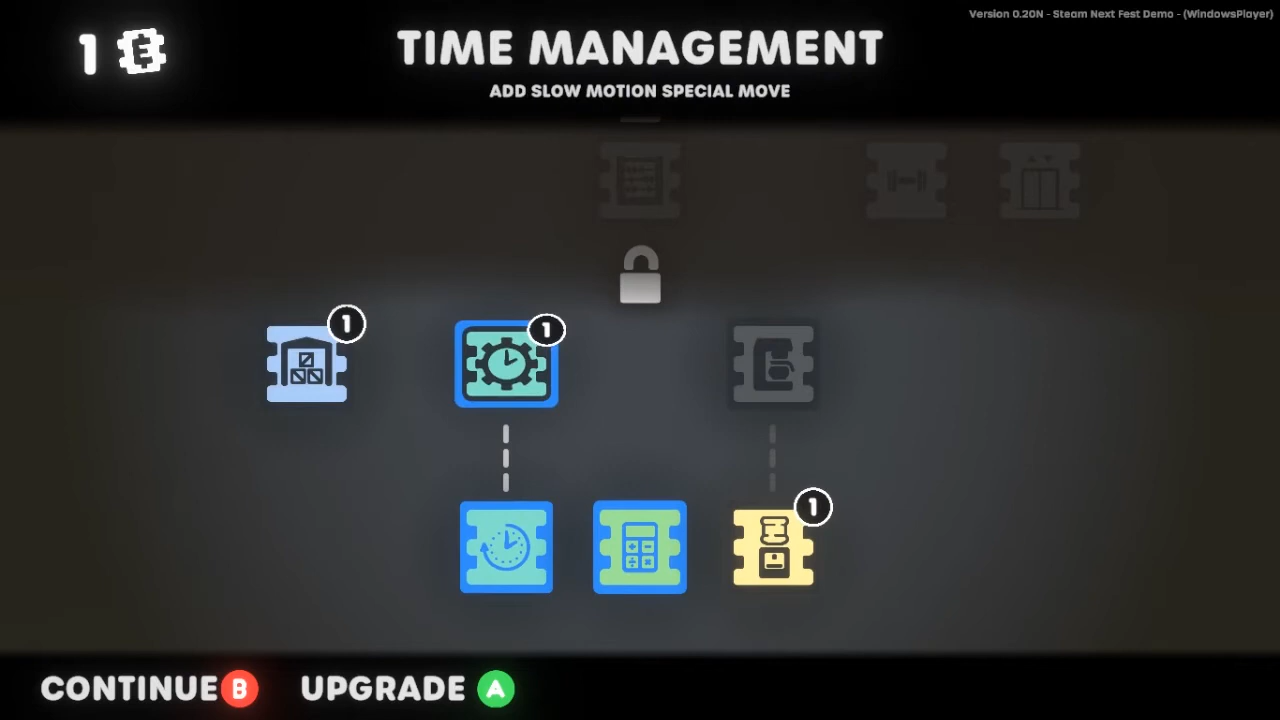 Version 0.20N - Steam Next Fest Demo - (WindowsPlayer)
1 E
TIME MANAGEMENT
ADD SLOW MOTION SPECIAL MOVE
1
1
1
CONTINUE B UPGRADE A